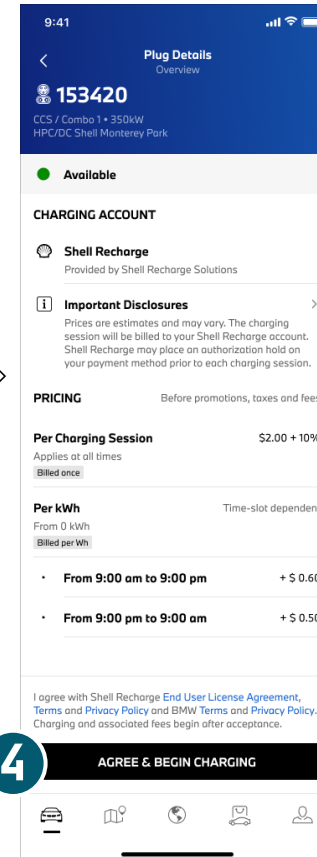 9:41
Plug Details
Overview
153420
CCS / Combo 1 • 350kW
HPC/DC Shell Monterey Park
Available
CHARGING ACCOUNT
Shell Recharge
Provided by Shell Recharge Solutions
i Important Disclosures
Prices are estimates and may vary. The charging
session will be billed to your Shell Recharge account.
Shell Recharge may place an authorization hold on
your payment method prior to each charging session.
PRICING Before promotions, taxes and fees
Per Charging Session $2.00 + 10%
Applies at all times
Billed once
Per kWh Time-slot dependen
From 0 kWh
Billed per Wh
· From 9:00 am to 9:00 pm + $ 0.60
· From 9:00 pm to 9:00 am + $ 0.50
I agree with Shell Recharge End User License Agreement,
Terms and Privacy Policy and BMW Terms and Privacy Policy.
Charging and associated fees begin after acceptance.
4 AGREE & BEGIN CHARGING